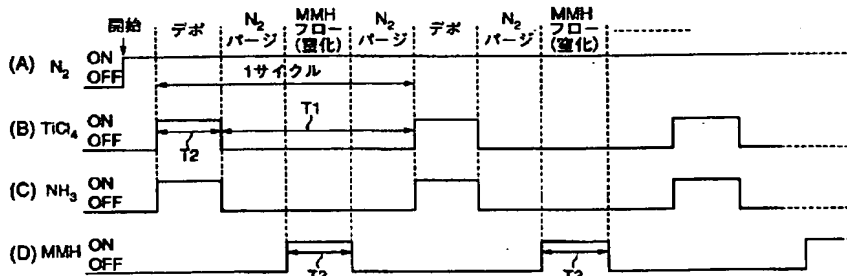 開始
デポ
N2
パージ
MMH
フロー
(窒化)
N2
パージ
デポ
N2
パージ
MMH
フロー
(窒化)
(A) N2 ON
OFF
1サイクル
(B) TiCl4 ON
OFF
T1
T2
(C) NH3 ON
OFF
(D) MMH ON
OFF
T3
T3